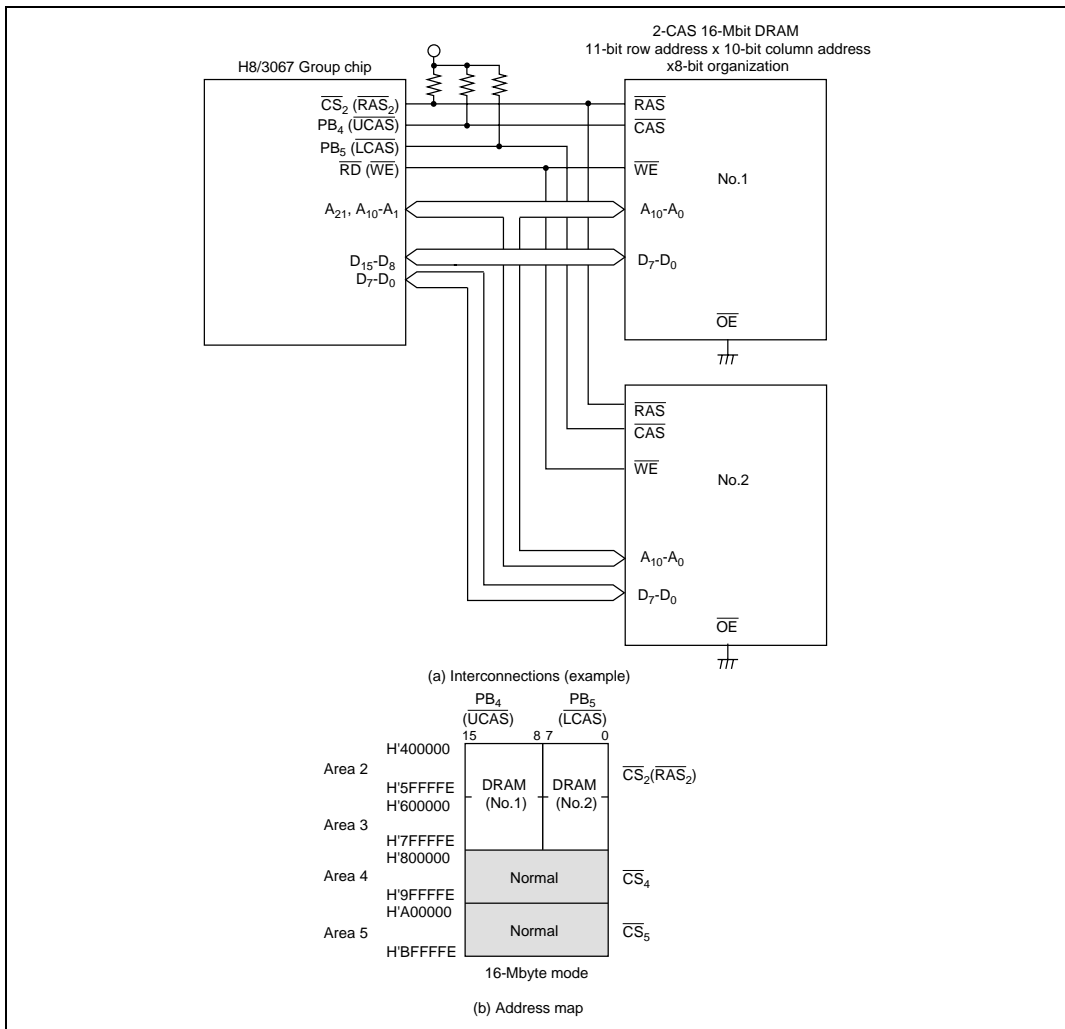 2-CAS 16-Mbit DRAM
11-bit row address x 10-bit column address
x8-bit organization
H8/3067 Group chip
CS2 (RAS2)
PB4 (UCAS)
PB5 (LCAS)
RD (WE)
A21, A10-A1
D15-D8
D7-D0
RAS
CAS
WE
No.1
A10-A0
D7-D0
OE
RAS
CAS
WE
No.2
A10-A0
D7-D0
OE
(a) Interconnections (example)
PB4 PB5
(UCAS) (LCAS)
15 8 7 0
H'400000
Area 2
DRAM DRAM
(No.1) (No.2)
CS2(RAS2)
H'5FFFFE
H'600000
Area 3
H'7FFFFE
H'800000
Area 4
Normal
CS4
H'9FFFFE
H'A00000
Area 5
Normal
CS5
H'BFFFFE
16-Mbyte mode
(b) Address map